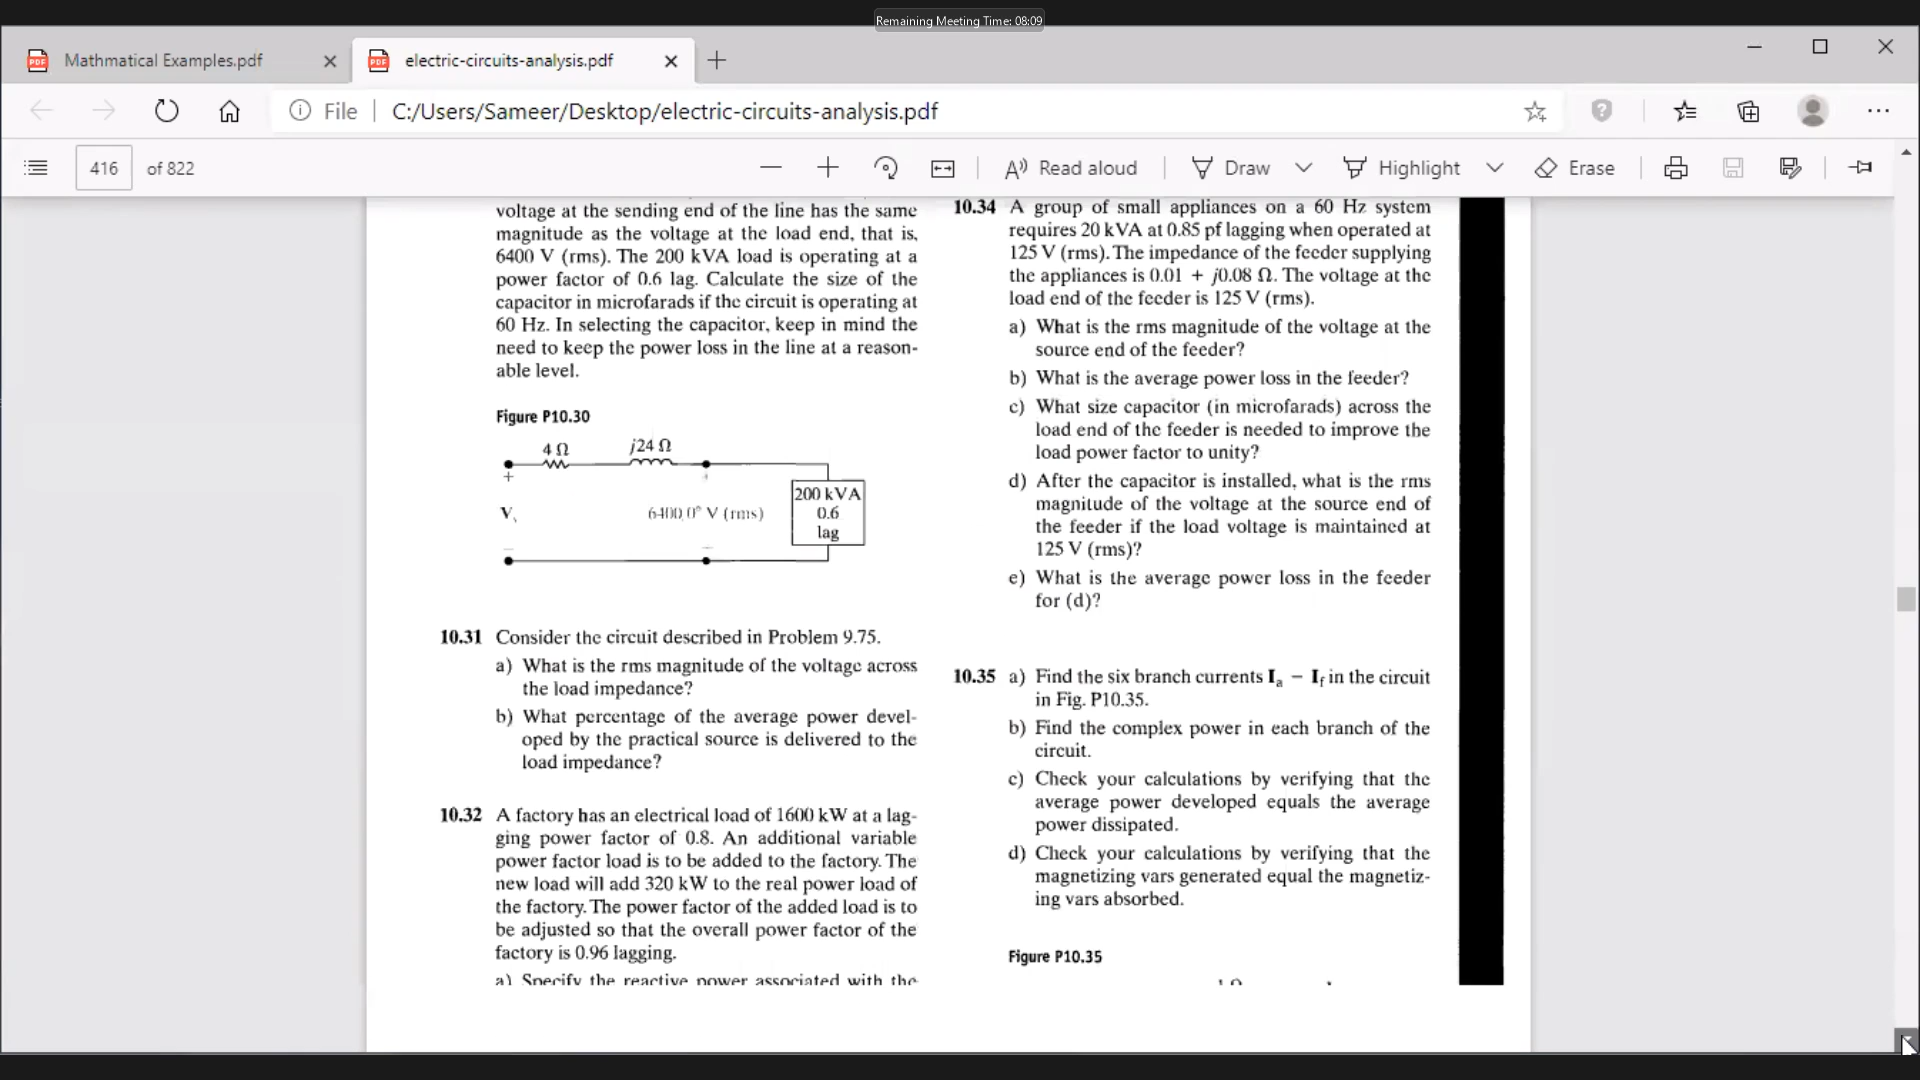 Remaining Meeting Time: 08:09
Mathmatical Examples.pdf
electric-circuits-analysis.pdf
File
C:/Users/Sameer/Desktop/electric-circuits-analysis.pdf
416 of 822
Read aloud
Draw
Highlight
Erase
voltage at the sending end of the line has the same
magnitude as the voltage at the load end, that is,
6400 V (rms). The 200 kVA load is operating at a
power factor of 0.6 lag. Calculate the size of the
capacitor in microfarads if the circuit is operating at
60 Hz. In selecting the capacitor, keep in mind the
need to keep the power loss in the line at a reason-
able level.
Figure P10.30
4 Ω
j24 Ω
+
V
6400 0° V (rms)
200 kVA
0.6
lag
10.31 Consider the circuit described in Problem 9.75.
a) What is the rms magnitude of the voltage across
the load impedance?
b) What percentage of the average power devel-
oped by the practical source is delivered to the
load impedance?
10.32 A factory has an electrical load of 1600 kW at a lag-
ging power factor of 0.8. An additional variable
power factor load is to be added to the factory. The
new load will add 320 kW to the real power load of
the factory. The power factor of the added load is to
be adjusted so that the overall power factor of the
factory is 0.96 lagging.
a) Specify the reactive power associated with the
10.34 A group of small appliances on a 60 Hz system
requires 20 kVA at 0.85 pf lagging when operated at
125 V (rms). The impedance of the feeder supplying
the appliances is 0.01 + j0.08 Ω. The voltage at the
load end of the feeder is 125 V (rms).
a) What is the rms magnitude of the voltage at the
source end of the feeder?
b) What is the average power loss in the feeder?
c) What size capacitor (in microfarads) across the
load end of the feeder is needed to improve the
load power factor to unity?
d) After the capacitor is installed, what is the rms
magnitude of the voltage at the source end of
the feeder if the load voltage is maintained at
125 V (rms)?
e) What is the average power loss in the feeder
for (d)?
10.35 a) Find the six branch currents Iₐ − I_f in the circuit
in Fig. P10.35.
b) Find the complex power in each branch of the
circuit.
c) Check your calculations by verifying that the
average power developed equals the average
power dissipated.
d) Check your calculations by verifying that the
magnetizing vars generated equal the magnetiz-
ing vars absorbed.
Figure P10.35